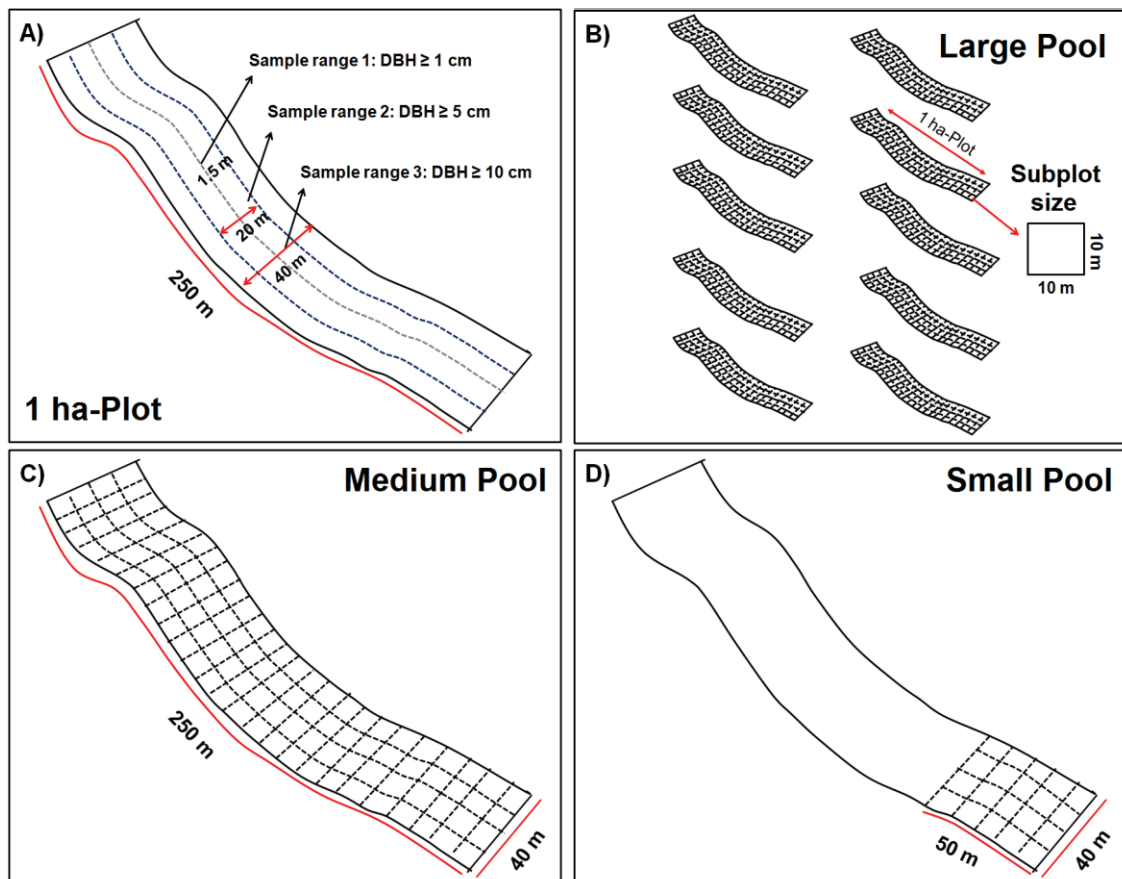 A)
Sample range 1: DBH ≥ 1 cm
Sample range 2: DBH ≥ 5 cm
Sample range 3: DBH ≥ 10 cm
1.5 m
20 m
40 m
250 m
1 ha-Plot
B)
Large Pool
1 ha-Plot
Subplot
size
10 m
10 m
C)
Medium Pool
250 m
40 m
D)
Small Pool
50 m
40 m